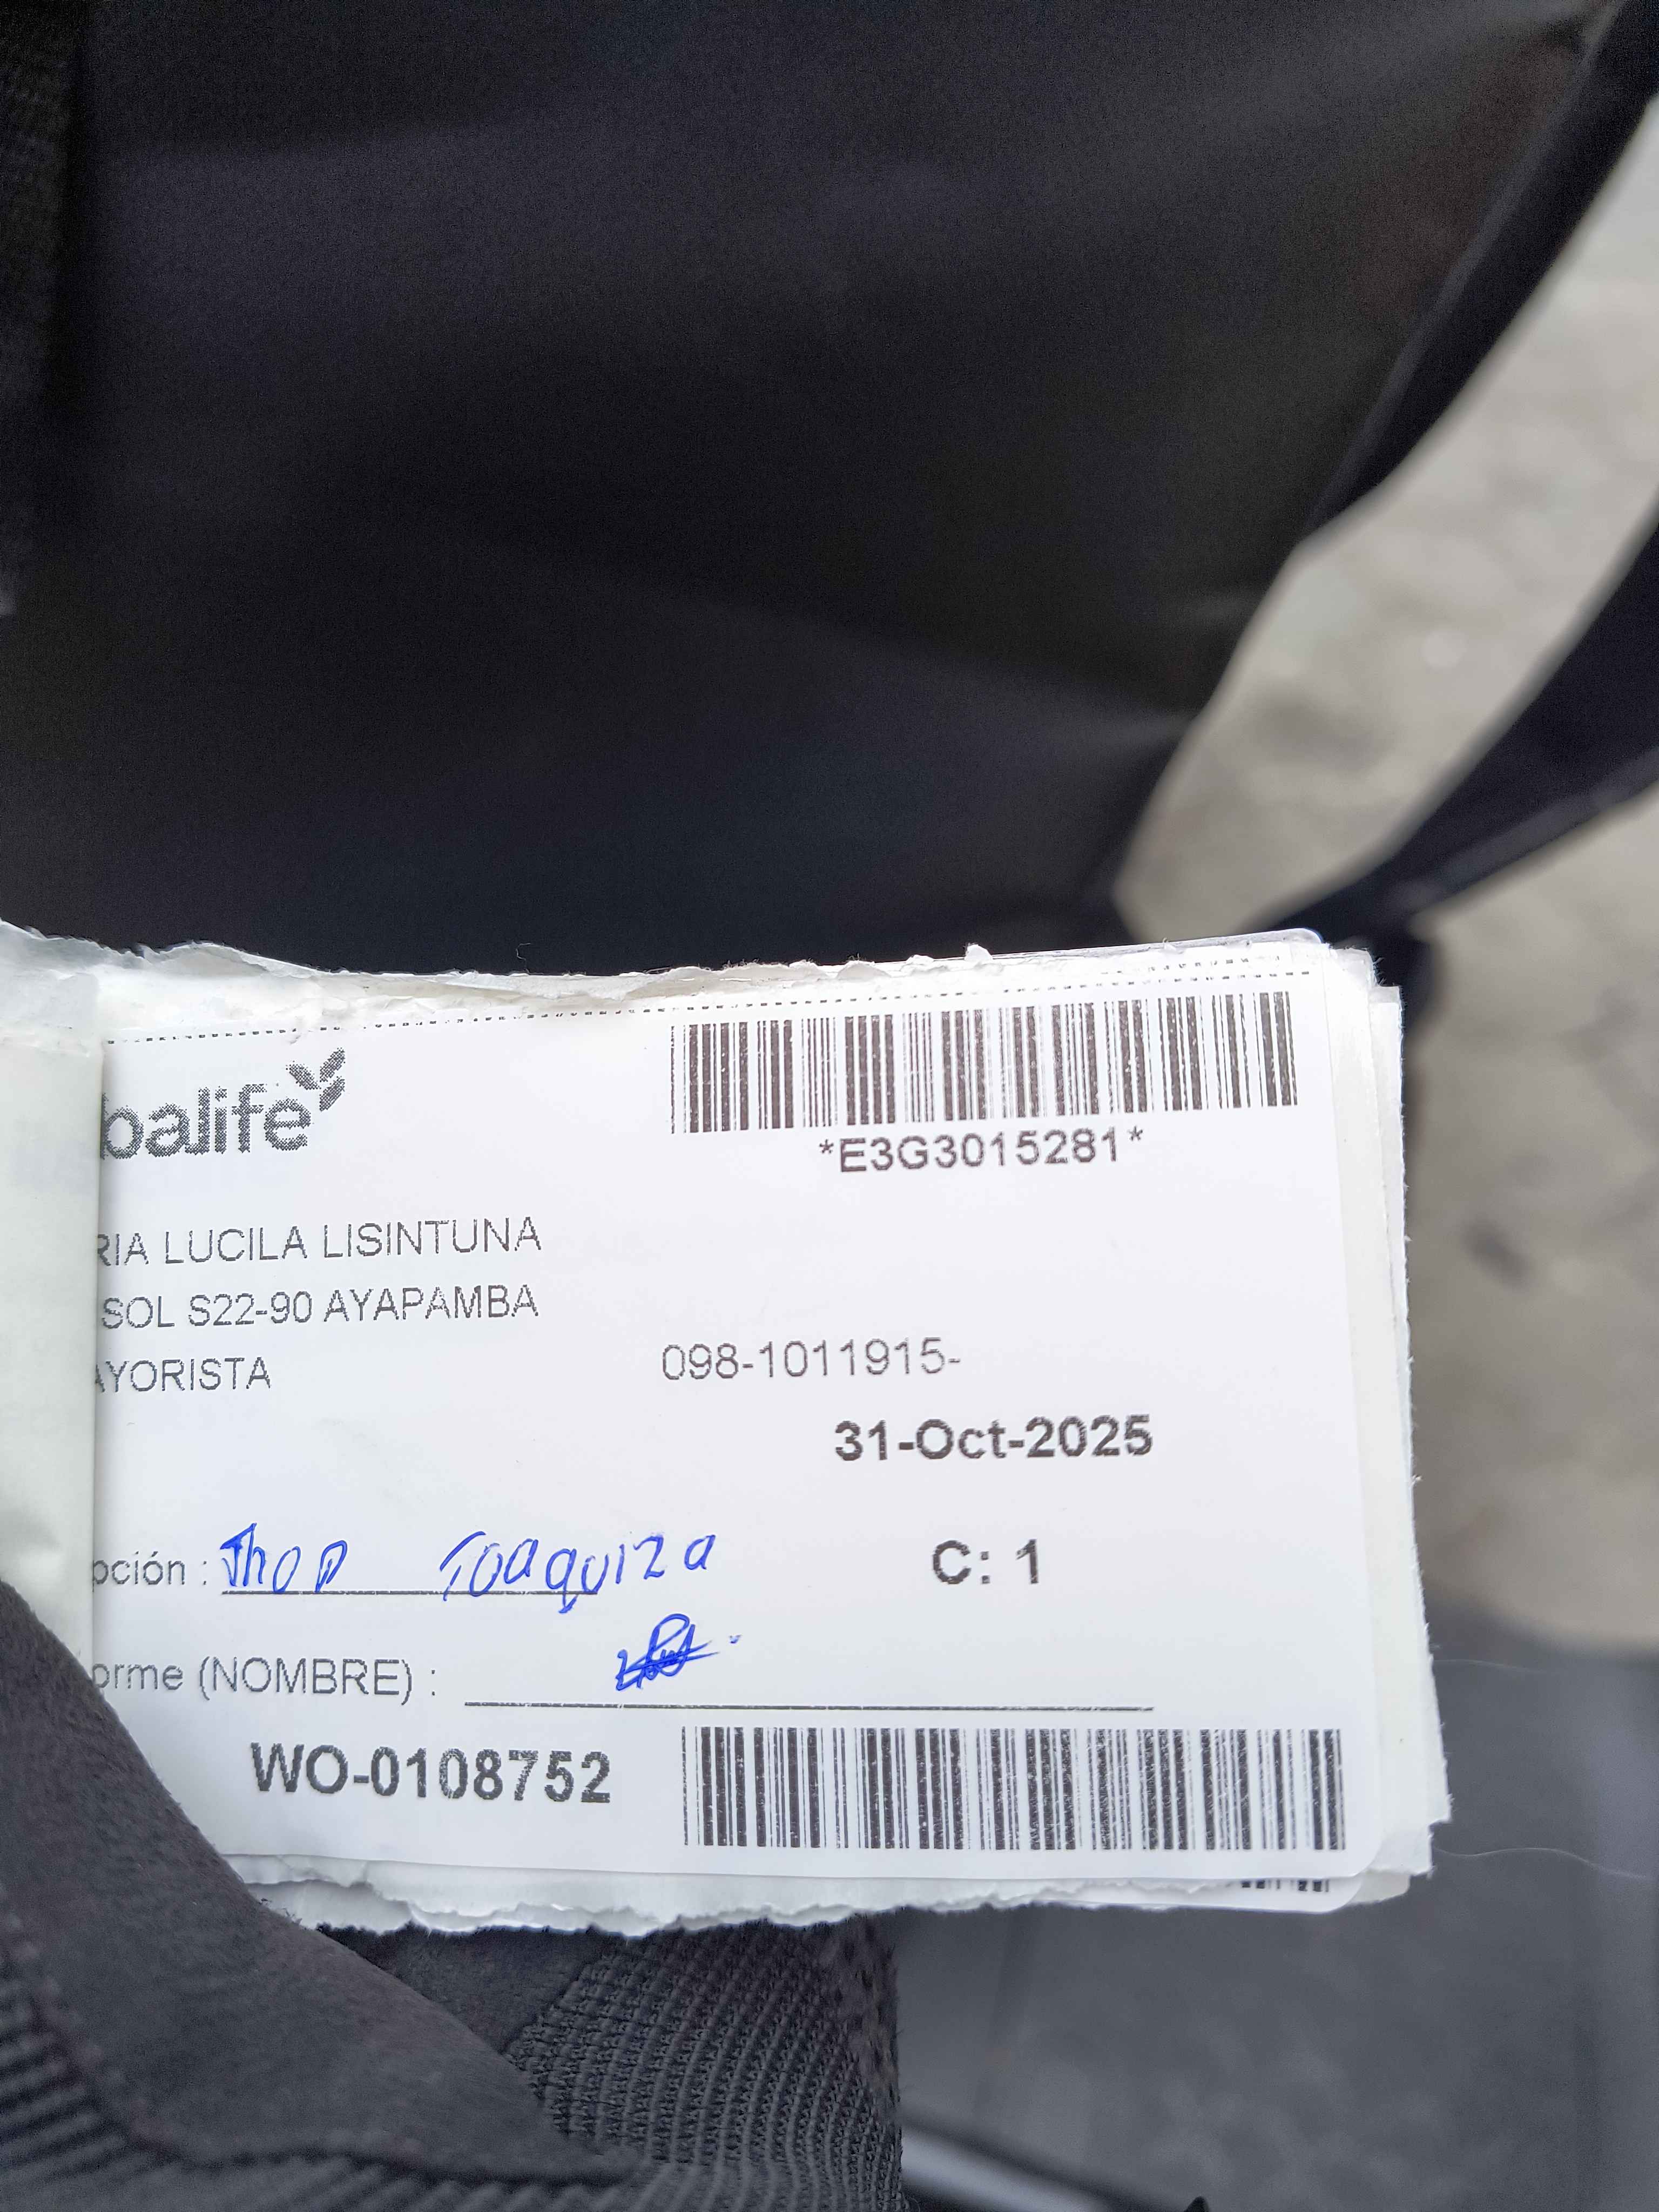 balife
*E3G3015281*
RIA LUCILA LISINTUNA
SOL S22-90 AYAPAMBA
AYORISTA 098-1011915-
31-Oct-2025
pción : Jhon Toaquiza C: 1
orme (NOMBRE) :
WO-0108752